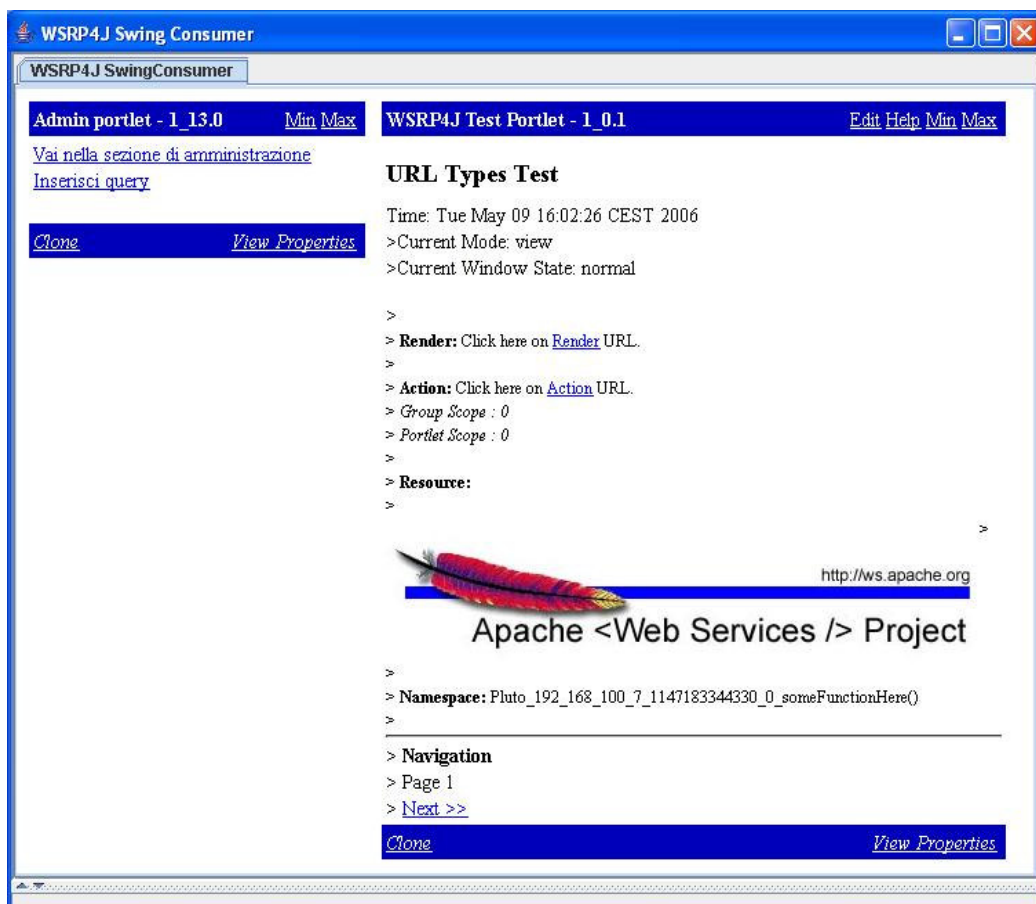 WSRP4J Swing Consumer
WSRP4J SwingConsumer
Admin portlet - 1_13.0 Min Max
Vai nella sezione di amministrazione
Inserisci query
Clone View Properties
WSRP4J Test Portlet - 1_0.1 Edit Help Min Max
URL Types Test
Time: Tue May 09 16:02:26 CEST 2006
>Current Mode: view
>Current Window State: normal
>
> Render: Click here on Render URL.
>
> Action: Click here on Action URL.
> Group Scope : 0
> Portlet Scope : 0
>
> Resource:
>
>
http://ws.apache.org
Apache <Web Services /> Project
>
> Namespace: Pluto_192_168_100_7_1147183344330_0_someFunctionHere()
>
> Navigation
> Page 1
> Next >>
Clone View Properties